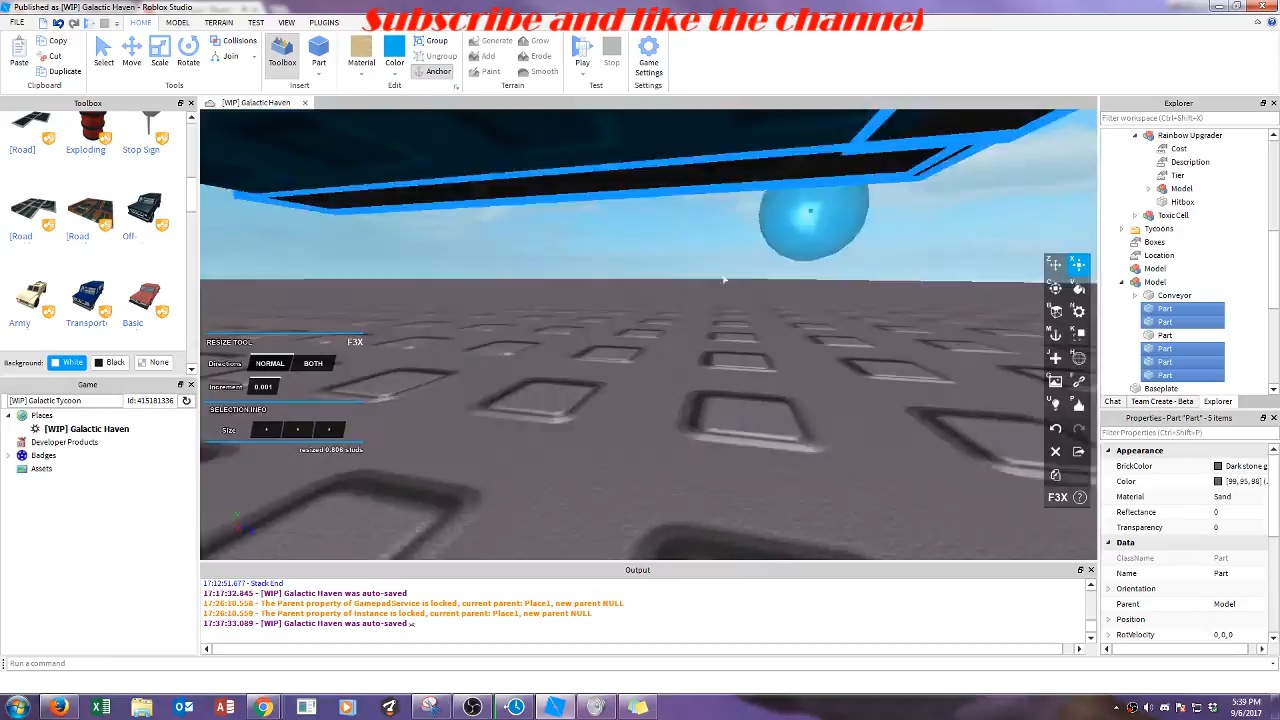 Published as [WIP] Galactic Haven - Roblox Studio
Subscribe and like the channel
FILE HOME MODEL TERRAIN TEST VIEW PLUGINS
Paste Copy Cut Duplicate Clipboard
Select Move Scale Rotate Collisions Join Tools
Toolbox Part Insert
Material Color Group Ungroup Anchor Edit
Generate Grow Add Erode Paint Smooth Terrain
Play Stop Test
Game Settings Settings
Toolbox
[Road] Exploding Stop Sign
[Road [Road Off-
Army Transport Basic
Background: White Black None
Game
[WIP] Galactic Tycoon Id: 415181336
Places
[WIP] Galactic Haven
Developer Products
Badges
Assets
[WIP] Galactic Haven
RESIZE TOOL F3X
Directions NORMAL BOTH
Increment 0.001
SELECTION INFO
Size * * *
resized 0.806 studs
Z X
C V
B N
M K
J H
G F
U P
F3X ?
Output
17:12:51.677 - Stack End
17:17:32.845 - [WIP] Galactic Haven was auto-saved
17:26:10.558 - The Parent property of GamepadService is locked, current parent: Place1, new parent NULL
17:26:10.559 - The Parent property of Instance is locked, current parent: Place1, new parent NULL
17:37:33.089 - [WIP] Galactic Haven was auto-saved
Run a command
Explorer
Filter workspace (Ctrl+Shift+X)
Rainbow Upgrader
Cost
Description
Tier
Model
Hitbox
ToxicCell
Tycoons
Boxes
Location
Model
Model
Conveyor
Part
Part
Part
Part
Part
Part
Baseplate
Chat Team Create - Beta Explorer
Properties - Part "Part" - 5 items
Filter Properties (Ctrl+Shift+P)
Appearance
BrickColor Dark stone g
Color [99,95,98] (
Material Sand
Reflectance 0
Transparency 0
Data
ClassName Part
Name Part
Orientation
Parent Model
Position
RotVelocity 0,0,0
5:39 PM
9/6/2017